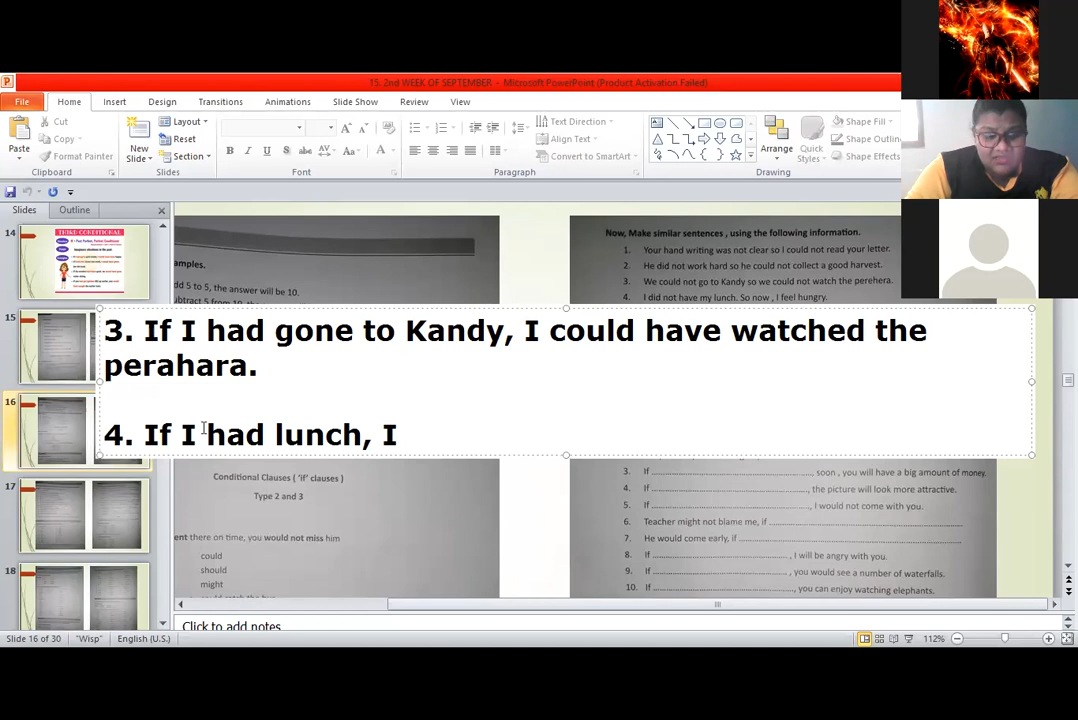 15. 2nd WEEK OF SEPTEMBER - Microsoft PowerPoint (Product Activation Failed)
File Home Insert Design Transitions Animations Slide Show Review View
Paste
Cut
Copy
Format Painter
Clipboard
New Slide
Layout
Reset
Section
Slides
Font
Text Direction
Align Text
Convert to SmartArt
Paragraph
Arrange
Quick Styles
Shape Fill
Shape Outline
Shape Effects
Drawing
Slides Outline
14
THIRD CONDITIONAL
15
16
17
18
amples.
dd 5 to 5, the answer will be 10.
Now, Make similar sentences , using the following information.
1. Your hand writing was not clear so I could not read your letter.
2. He did not work hard so he could not collect a good harvest.
3. We could not go to Kandy so we could not watch the perehera.
4. I did not have my lunch. So now , I feel hungry.
3. If I had gone to Kandy, I could have watched the
perahara.
4. If I had lunch, I
Conditional Clauses ( 'if' clauses )
Type 2 and 3
ent there on time, you would not miss him
could
should
might
3. If ............, soon , you will have a big amount of money.
4. If ............, the picture will look more attractive.
5. If ............, I would not come with you.
6. Teacher might not blame me, if ............
7. He would come early, if ............
8. If ............, I will be angry with you.
9. If ............, you would see a number of waterfalls.
10. If ............, you can enjoy watching elephants.
Click to add notes
Slide 16 of 30 "Wisp" English (U.S.) 112%